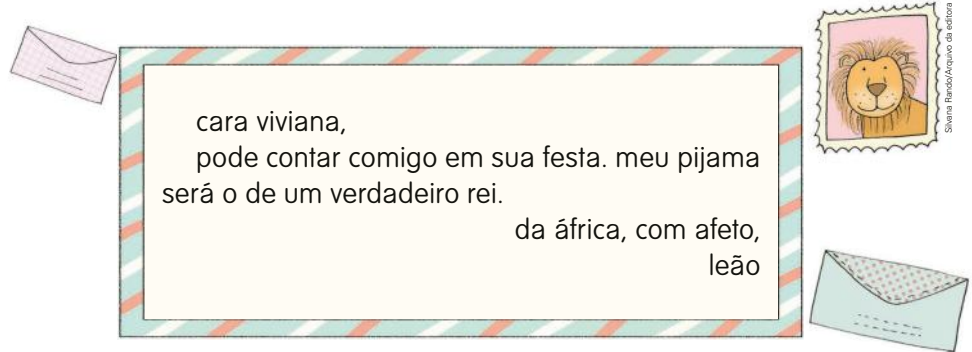 cara viviana,
pode contar comigo em sua festa. meu pijama
será o de um verdadeiro rei.
da áfrica, com afeto,
leão
Silvana Rando/Arquivo da editora